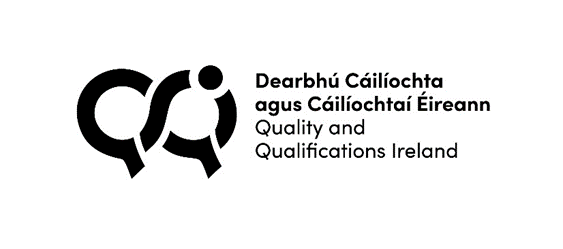 Dearbhú Cáilíochta
agus Cáilíochtaí Éireann
Quality and
Qualifications Ireland